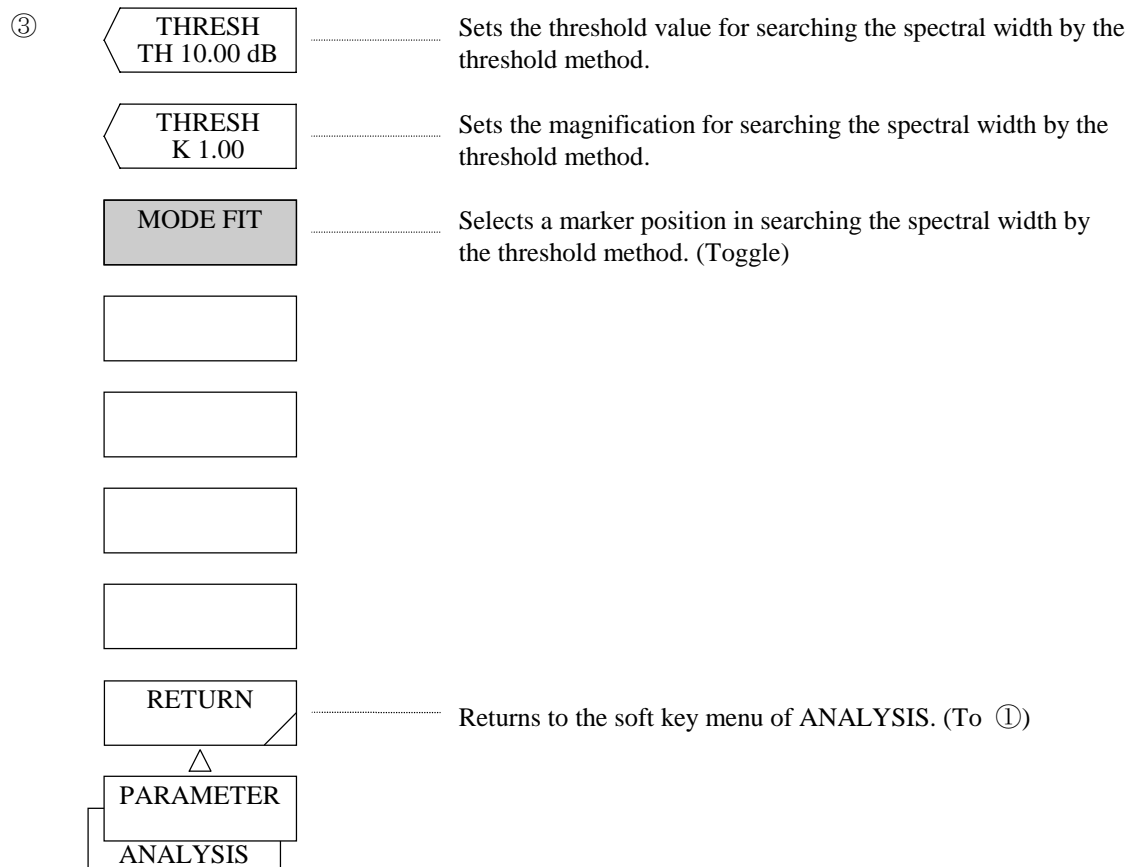 ③
THRESH
TH 10.00 dB
Sets the threshold value for searching the spectral width by the
threshold method.
THRESH
K 1.00
Sets the magnification for searching the spectral width by the
threshold method.
MODE FIT
Selects a marker position in searching the spectral width by
the threshold method. (Toggle)
RETURN
Returns to the soft key menu of ANALYSIS. (To ①)
PARAMETER
ANALYSIS